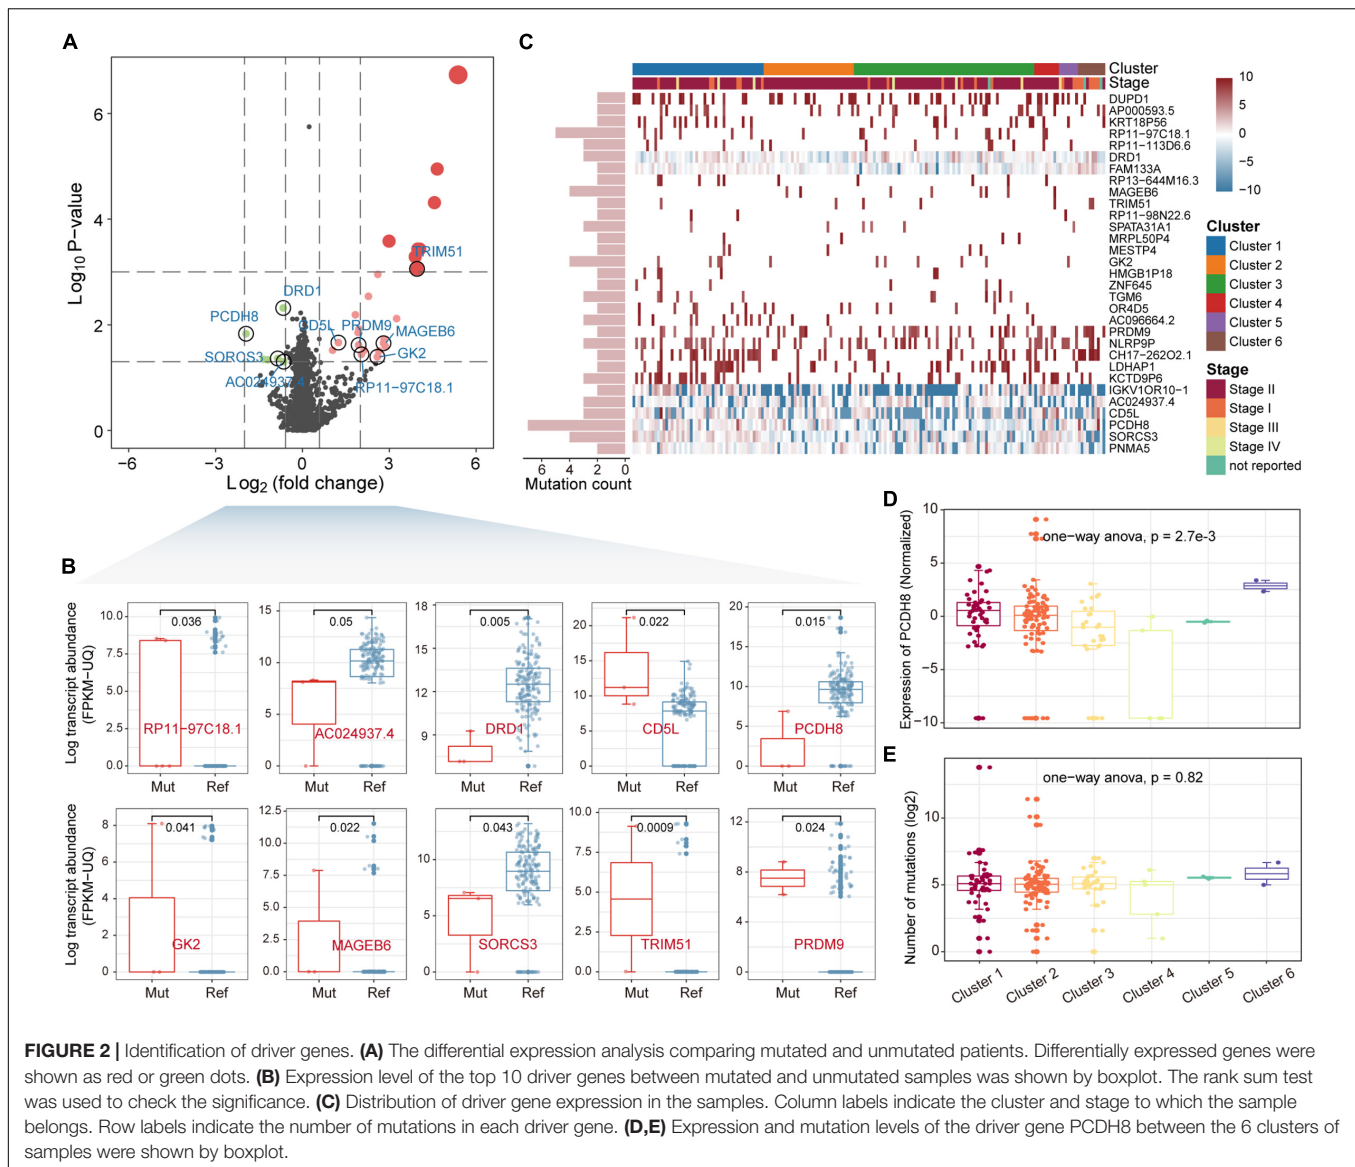 A
Log10 P-value
6
4
2
0
−6
−3
0
3
6
Log2 (fold change)
TRIM51
DRD1
PCDH8
CD5L
PRDM9
MAGEB6
SORCS3
GK2
AC024937.4
RP11−97C18.1
C
Cluster
Stage
DUPD1
AP000593.5
KRT18P56
RP11−97C18.1
RP11−113D6.6
DRD1
FAM133A
RP13−644M16.3
MAGEB6
TRIM51
RP11−98N22.6
SPATA31A1
MRPL50P4
MESTP4
GK2
HMGB1P18
ZNF645
TGM6
OR4D5
AC096664.2
PRDM9
NLRP9P
CH17−262O2.1
LDHAP1
KCTD9P6
IGKV1OR10−1
AC024937.4
CD5L
PCDH8
SORCS3
PNMA5
6 4 2 0
Mutation count
10
5
0
−5
−10
Cluster
Cluster 1
Cluster 2
Cluster 3
Cluster 4
Cluster 5
Cluster 6
Stage
Stage II
Stage I
Stage III
Stage IV
not reported
B
Log transcript abundance
(FPKM−UQ)
10.0
7.5
5.0
2.5
0.0
0.036
RP11−97C18.1
Mut Ref
15
10
5
0
0.05
AC024937.4
Mut Ref
18
15
12
9
0.005
DRD1
Mut Ref
20
15
10
5
0
0.022
CD5L
Mut Ref
20
15
10
5
0
0.015
PCDH8
Mut Ref
Log transcript abundance
(FPKM−UQ)
8
6
4
2
0
0.041
GK2
Mut Ref
12.5
10.0
7.5
5.0
2.5
0.0
0.022
MAGEB6
Mut Ref
10
5
0
0.043
SORCS3
Mut Ref
10.0
7.5
5.0
2.5
0.0
0.0009
TRIM51
Mut Ref
12
8
4
0
0.024
PRDM9
Mut Ref
D
Expression of PCDH8 (Normalized)
10
5
0
−5
−10
one−way anova, p = 2.7e−3
E
Number of mutations (log2)
10
5
0
one−way anova, p = 0.82
Cluster 1
Cluster 2
Cluster 3
Cluster 4
Cluster 5
Cluster 6
FIGURE 2 | Identification of driver genes. (A) The differential expression analysis comparing mutated and unmutated patients. Differentially expressed genes were
shown as red or green dots. (B) Expression level of the top 10 driver genes between mutated and unmutated samples was shown by boxplot. The rank sum test
was used to check the significance. (C) Distribution of driver gene expression in the samples. Column labels indicate the cluster and stage to which the sample
belongs. Row labels indicate the number of mutations in each driver gene. (D,E) Expression and mutation levels of the driver gene PCDH8 between the 6 clusters of
samples were shown by boxplot.